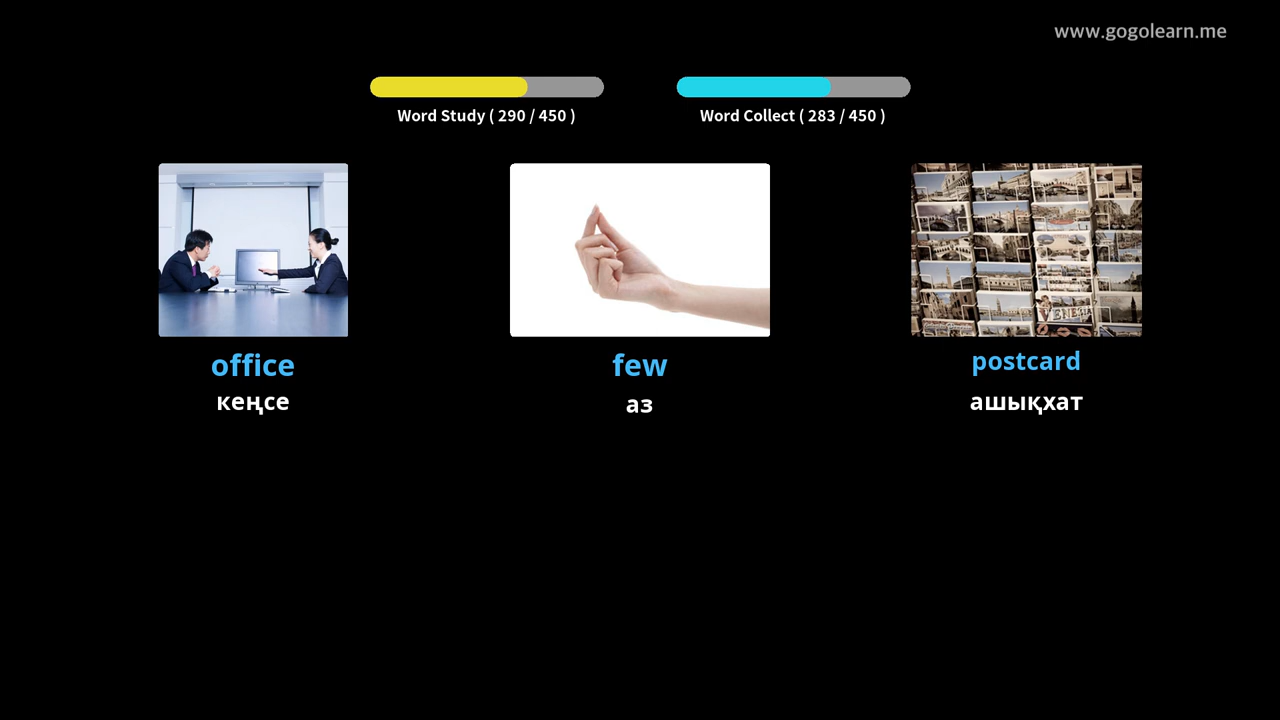 www.gogolearn.me
Word Study ( 290 / 450 )
Word Collect ( 283 / 450 )
office
few
postcard
кеңсе
аз
ашықхат